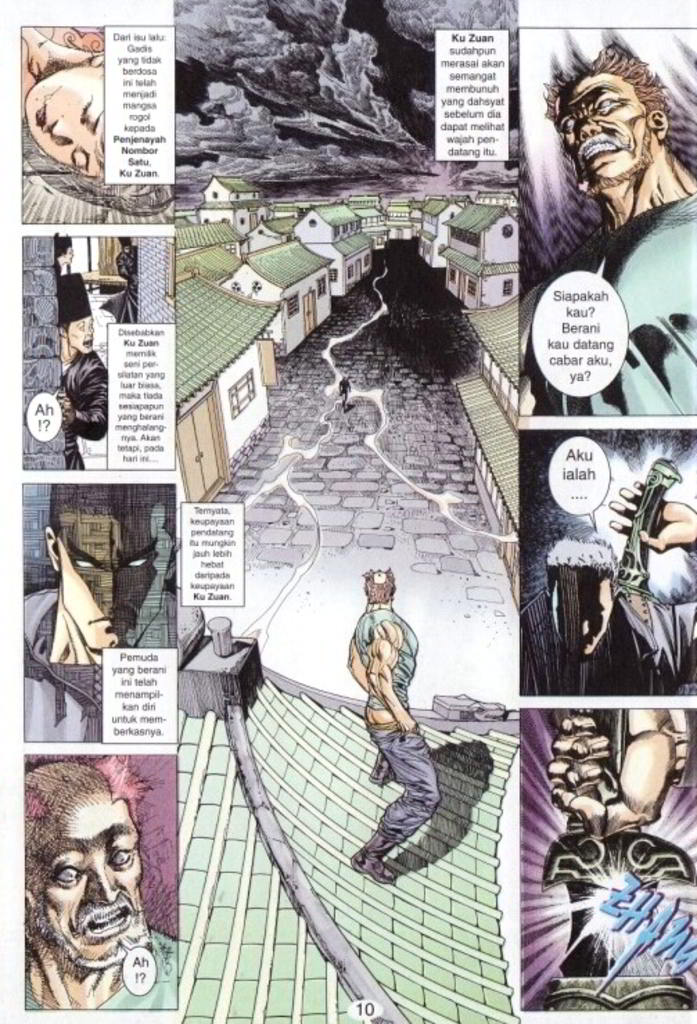 Dari isu lalu:
Gadis
yang tidak
berdosa
ini telah
menjadi
mangsa
rogol
kepada
Penjenayah
Nombor
Satu,
Ku Zuan.
Ah
!?
Disebabkan
Ku Zuan
memilik
seni per-
silatan yang
luar biasa,
maka tiada
sesiapapun
yang berani
menghalang-
nya. Akan
tetapi, pada
hari ini....
Pemuda
yang berani
ini telah
menampil-
kan diri
untuk mem-
berkasnya.
Ah
!?
Ku Zuan
sudahpun
merasai akan
semangat
membunuh
yang dahsyat
sebelum dia
dapat melihat
wajah pen-
datang itu.
Ternyata,
keupayaan
pendatang
itu mungkin
jauh lebih
hebat
daripada
keupayaan
Ku Zuan.
Siapakah
kau?
Berani
kau datang
cabar aku,
ya?
Aku
ialah
....
ZHANG
10